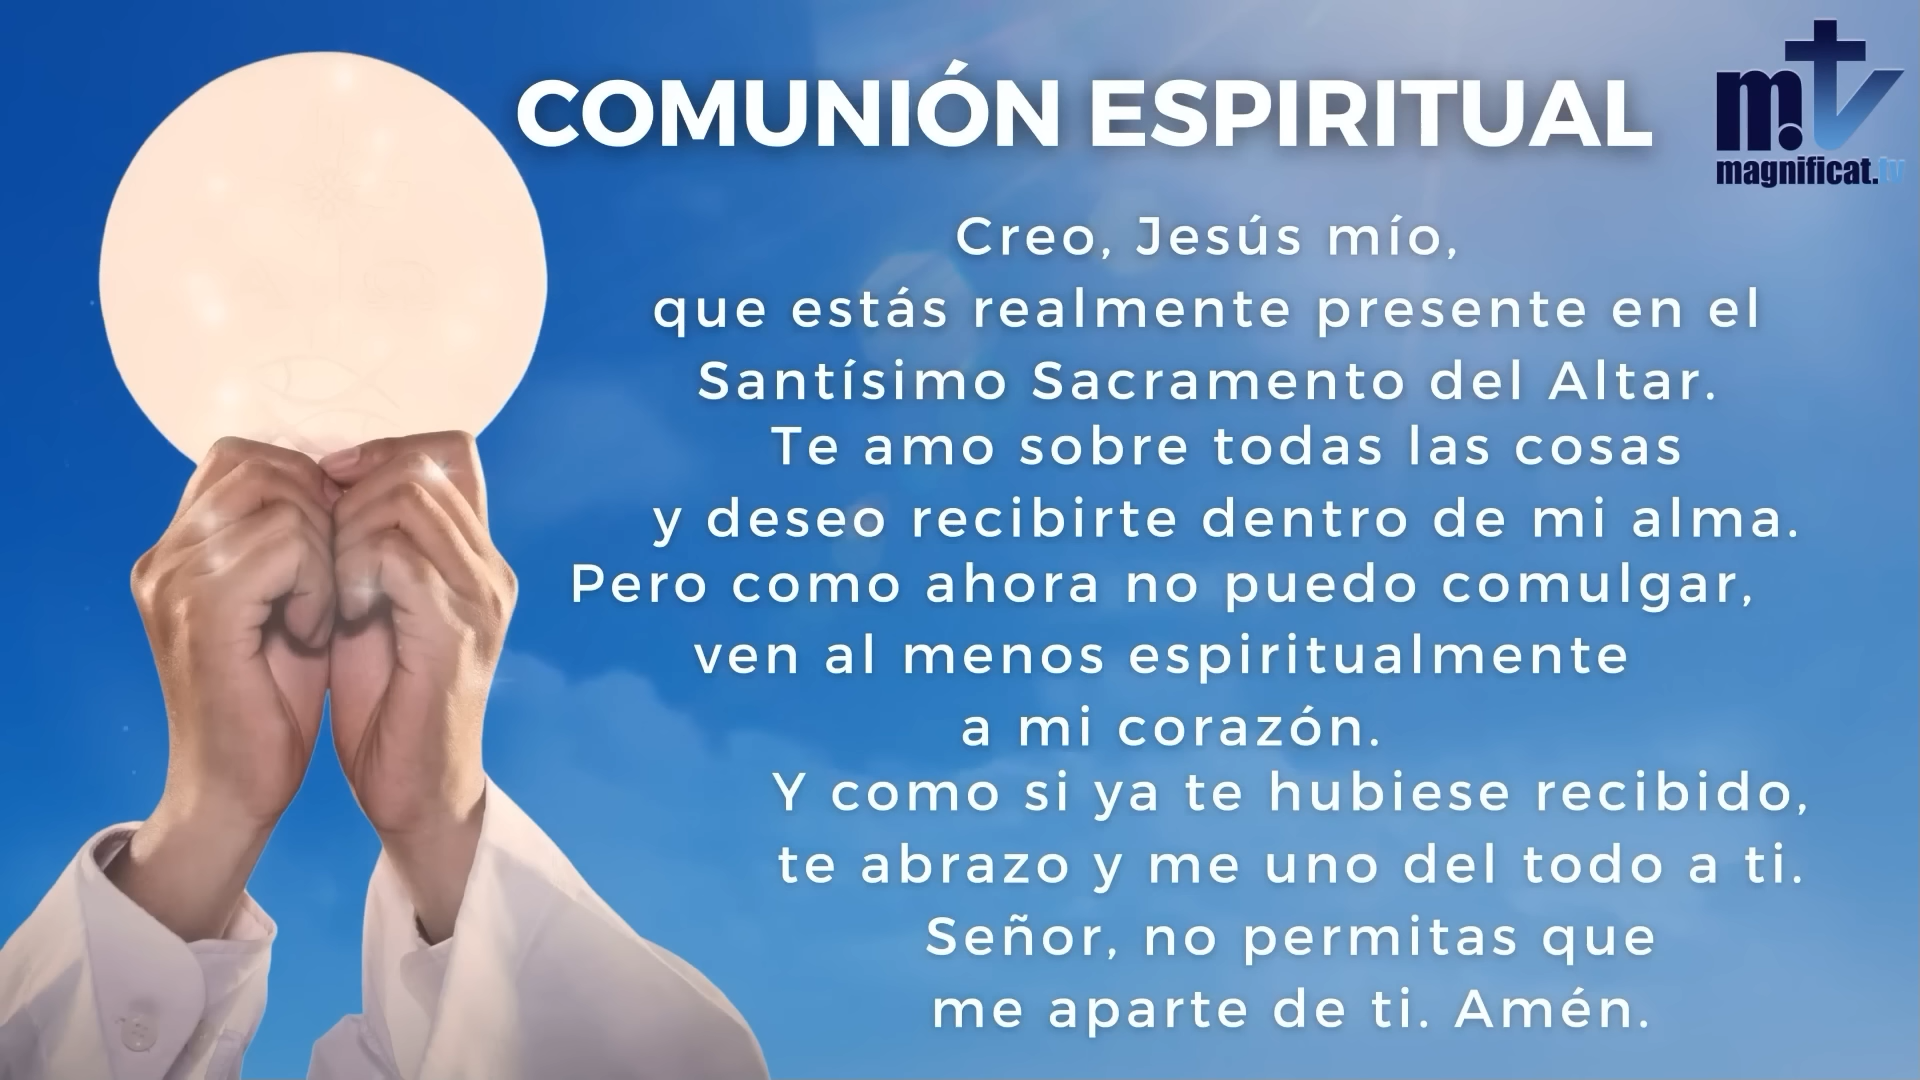 COMUNIÓN ESPIRITUAL
mtv
magnificat.tv
Creo, Jesús mío,
que estás realmente presente en el
Santísimo Sacramento del Altar.
Te amo sobre todas las cosas
y deseo recibirte dentro de mi alma.
Pero como ahora no puedo comulgar,
ven al menos espiritualmente
a mi corazón.
Y como si ya te hubiese recibido,
te abrazo y me uno del todo a ti.
Señor, no permitas que
me aparte de ti. Amén.